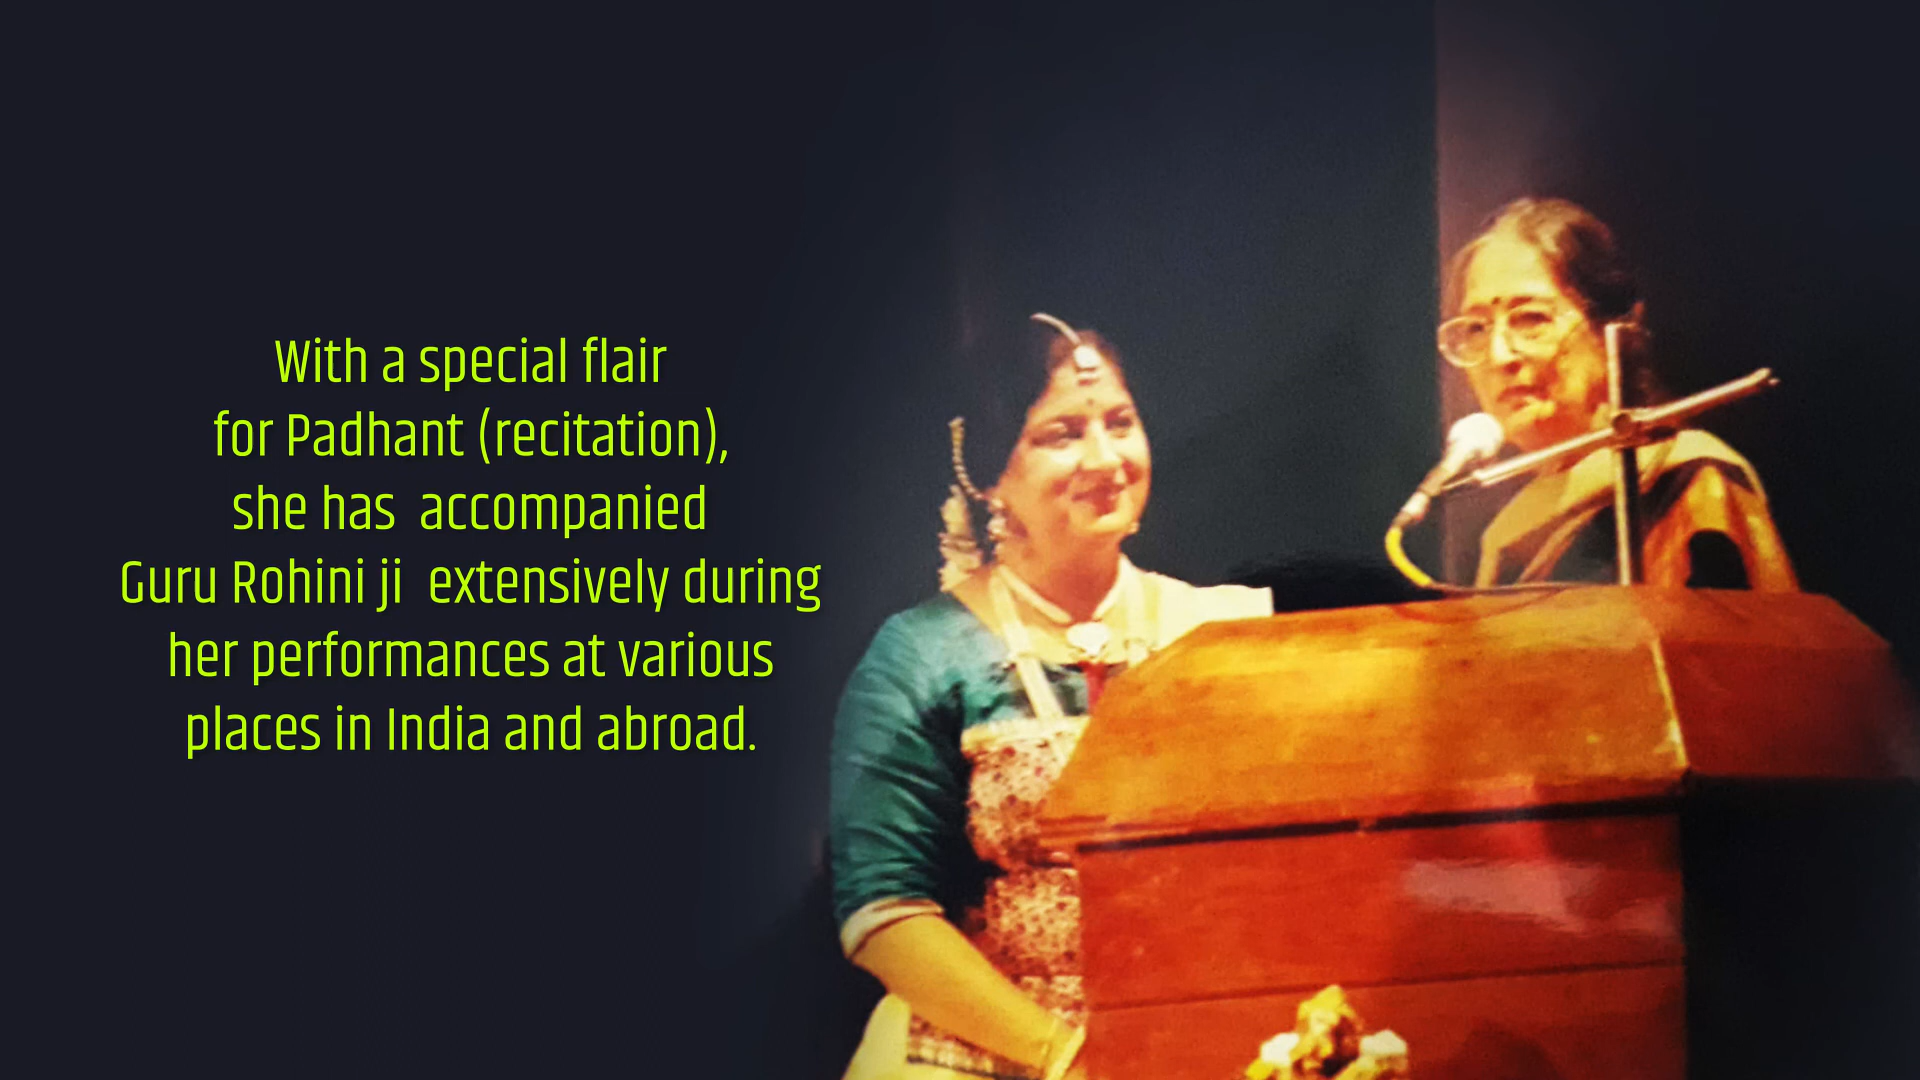 With a special flair
for Padhant (recitation),
she has  accompanied
Guru Rohini ji  extensively during
her performances at various
places in India and abroad.